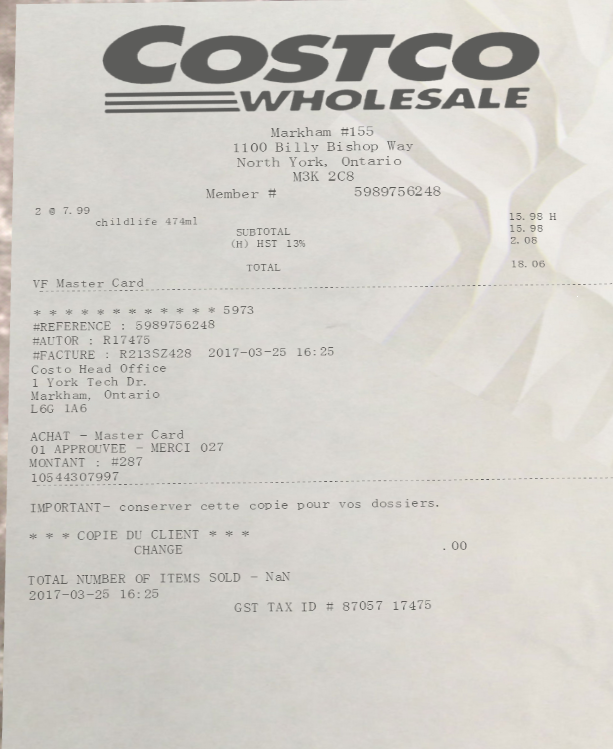 COSTCO
WHOLESALE
Markham #155
1100 Billy Bishop Way
North York, Ontario
M3K 2C8
Member # 5989756248
2 @ 7.99
childlife 474ml 15.98 H
SUBTOTAL 15.98
(H) HST 13% 2.08
TOTAL 18.06
VF Master Card
* * * * * * * * * * * * 5973
#REFERENCE : 5989756248
#AUTOR : R17475
#FACTURE : R213SZ428 2017-03-25 16:25
Costo Head Office
1 York Tech Dr.
Markham, Ontario
L6G 1A6
ACHAT - Master Card
01 APPROUVEE - MERCI 027
MONTANT : #287
10544307997
IMPORTANT- conserver cette copie pour vos dossiers.
* * * COPIE DU CLIENT * * *
CHANGE .00
TOTAL NUMBER OF ITEMS SOLD - NaN
2017-03-25 16:25
GST TAX ID # 87057 17475